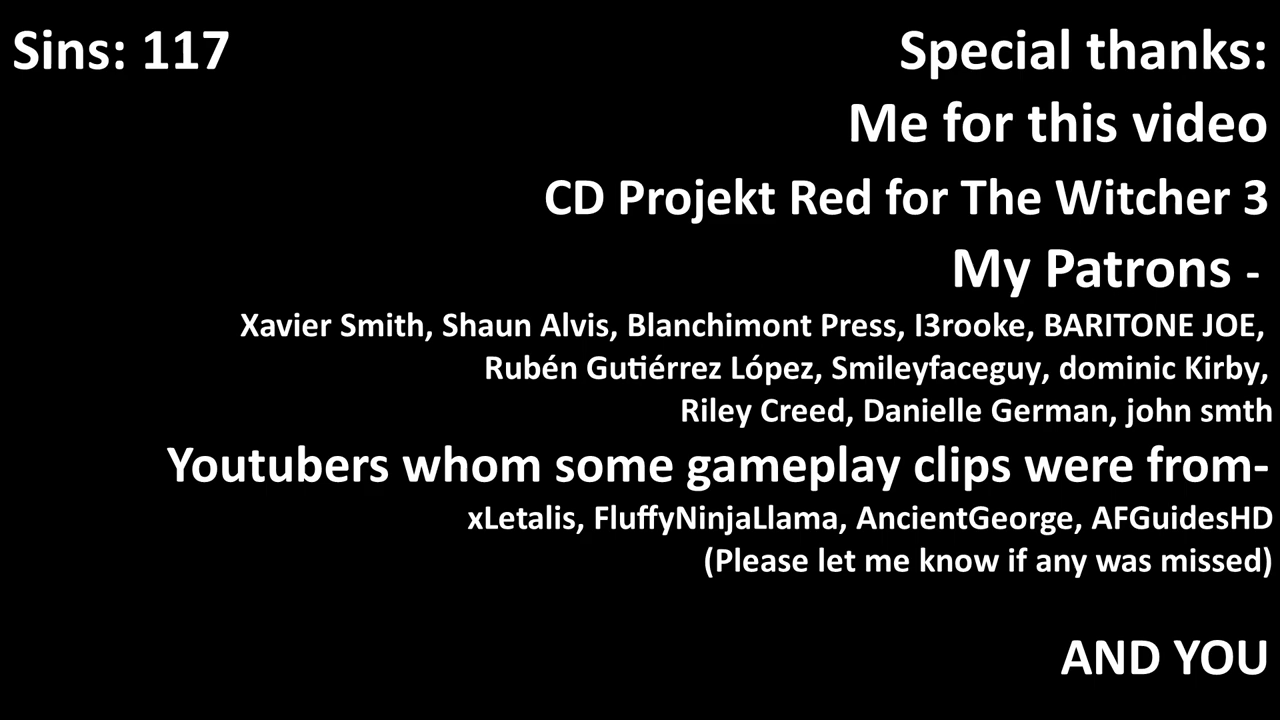 Sins: 117
Special thanks:
Me for this video
CD Projekt Red for The Witcher 3
My Patrons -
Xavier Smith, Shaun Alvis, Blanchimont Press, I3rooke, BARITONE JOE,
Rubén Gutiérrez López, Smileyfaceguy, dominic Kirby,
Riley Creed, Danielle German, john smth
Youtubers whom some gameplay clips were from-
xLetalis, FluffyNinjaLlama, AncientGeorge, AFGuidesHD
(Please let me know if any was missed)
AND YOU